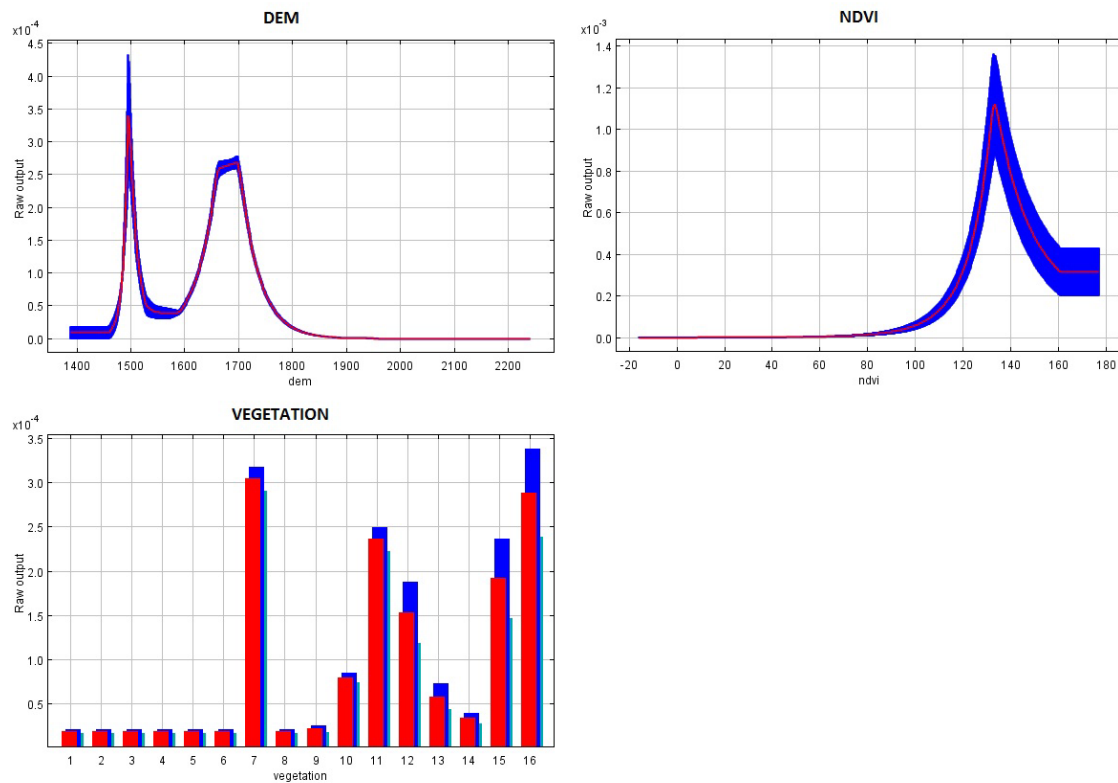 DEM
x10-4
4.5
4.0
3.5
3.0
2.5
2.0
1.5
1.0
0.5
0.0
Raw output
1400 1500 1600 1700 1800 1900 2000 2100 2200
dem
NDVI
x10-3
1.4
1.2
1.0
0.8
0.6
0.4
0.2
0.0
Raw output
-20 0 20 40 60 80 100 120 140 160 180
ndvi
VEGETATION
x10-4
3.5
3.0
2.5
2.0
1.5
1.0
0.5
Raw output
1 2 3 4 5 6 7 8 9 10 11 12 13 14 15 16
vegetation